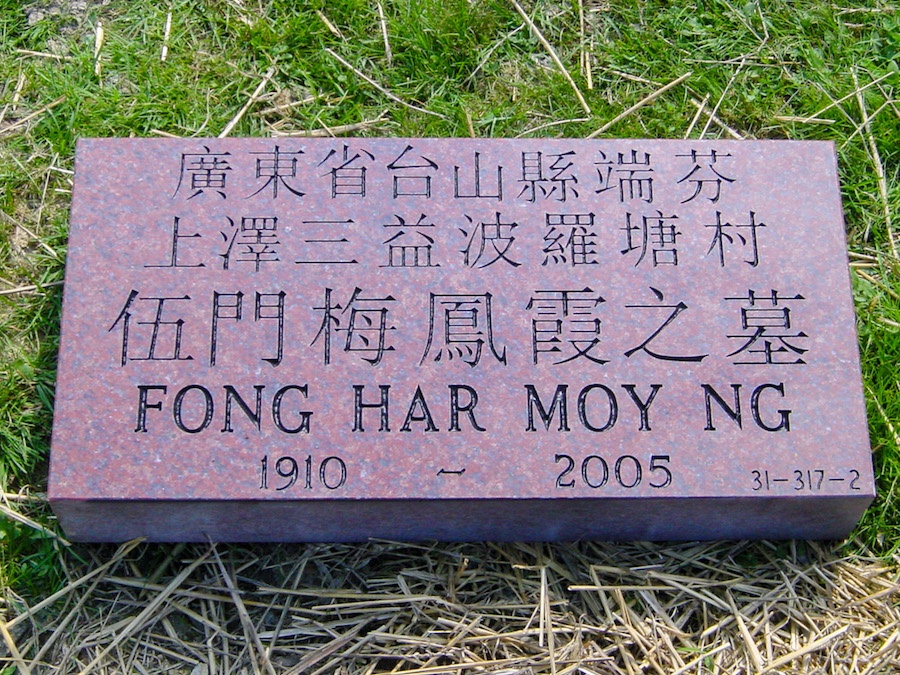 廣東省台山縣端芬
上澤三益波羅塘村
伍門梅鳳霞之墓
FONG HAR MOY NG
1910 ~ 2005
31-317-2